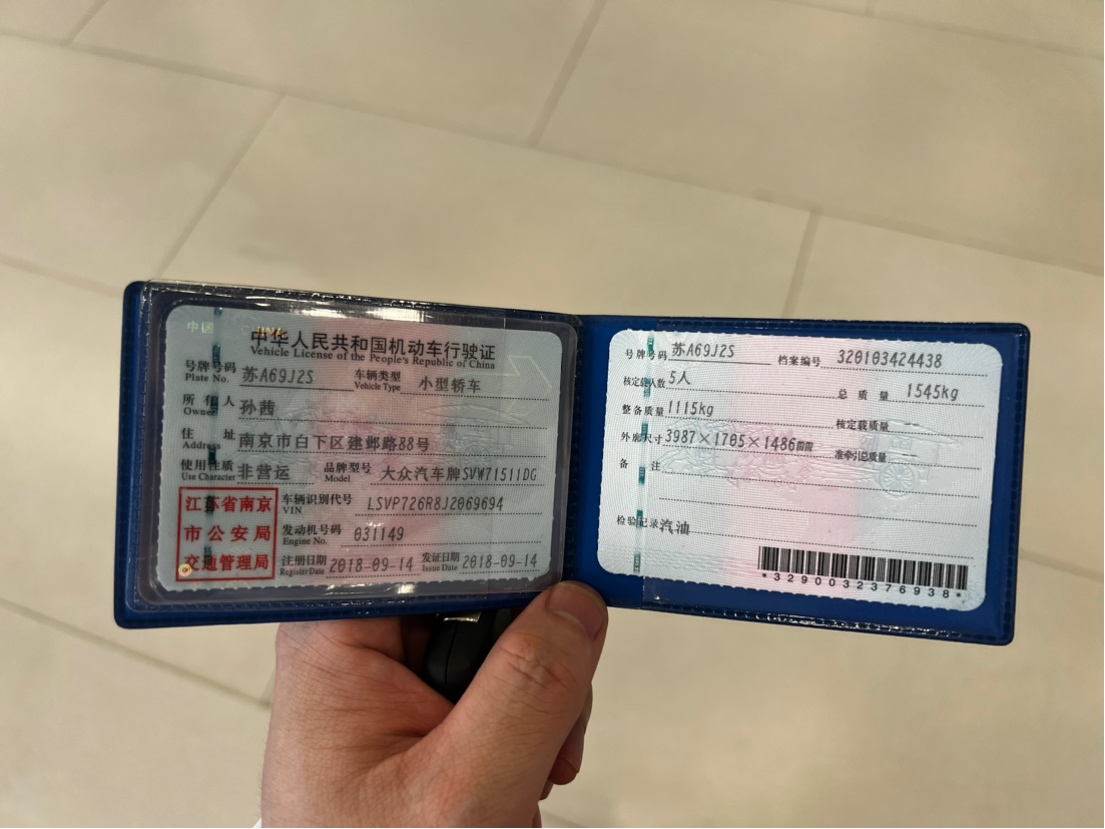 中国 CHINA
中华人民共和国机动车行驶证
Vehicle License of the People's Republic of China
号牌号码 苏A69J2S 车辆类型 小型轿车
Plate No. Vehicle Type
所有人 孙茜
Owner
住址 南京市白下区建邺路88号
Address
使用性质 非营运 品牌型号 大众汽车牌SVW71511DG
Use Character Model
江苏省南京市公安局交通管理局
车辆识别代号 LSVP726R8J2069694
VIN
发动机号码 031149
Engine No.
注册日期 2018-09-14 发证日期 2018-09-14
Register Date Issue Date
号牌号码 苏A69J2S 档案编号 320103424438
核定载人数 5人 总质量 1545kg
整备质量 1115kg 核定载质量 --
外廓尺寸 3987×1705×1486mm 准牵引总质量 --
备注
检验记录 汽油
*3290032376938*